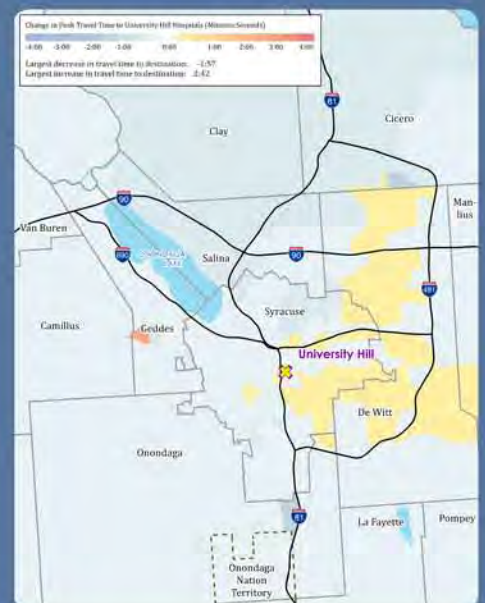 Change in Peak Travel Time to University Hill Hospitals (Minutes:Seconds)
-4:00 -3:00 -2:00 -1:00 0:00 1:00 2:00 3:00 4:00
Largest decrease in travel time to destination: -1:57
Largest increase in travel time to destination: 2:42
81
Clay
Cicero
90
Man-
lius
Van Buren
690
Salina
90
481
Syracuse
Camillus
Geddes
University Hill
De Witt
Onondaga
81
La Fayette
Pompey
Onondaga
Nation
Territory